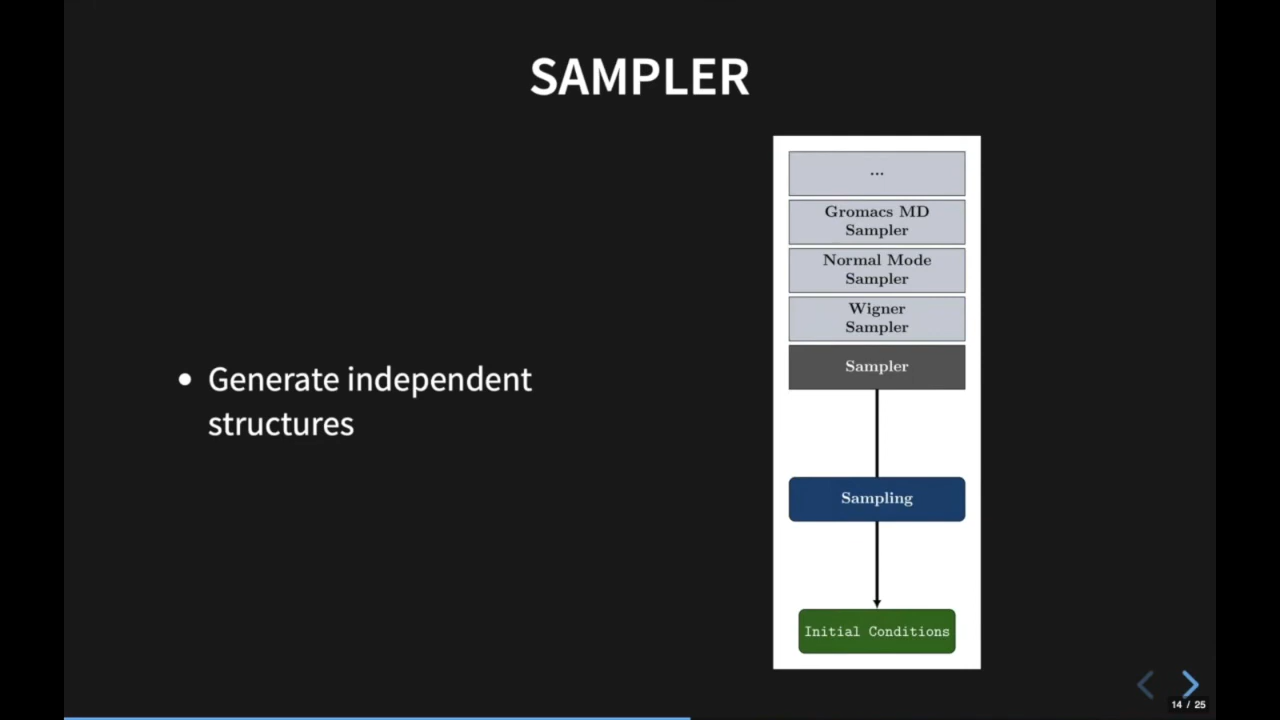 SAMPLER
• Generate independent
structures
...
Gromacs MD
Sampler
Normal Mode
Sampler
Wigner
Sampler
Sampler
Sampling
Initial Conditions
14 / 25